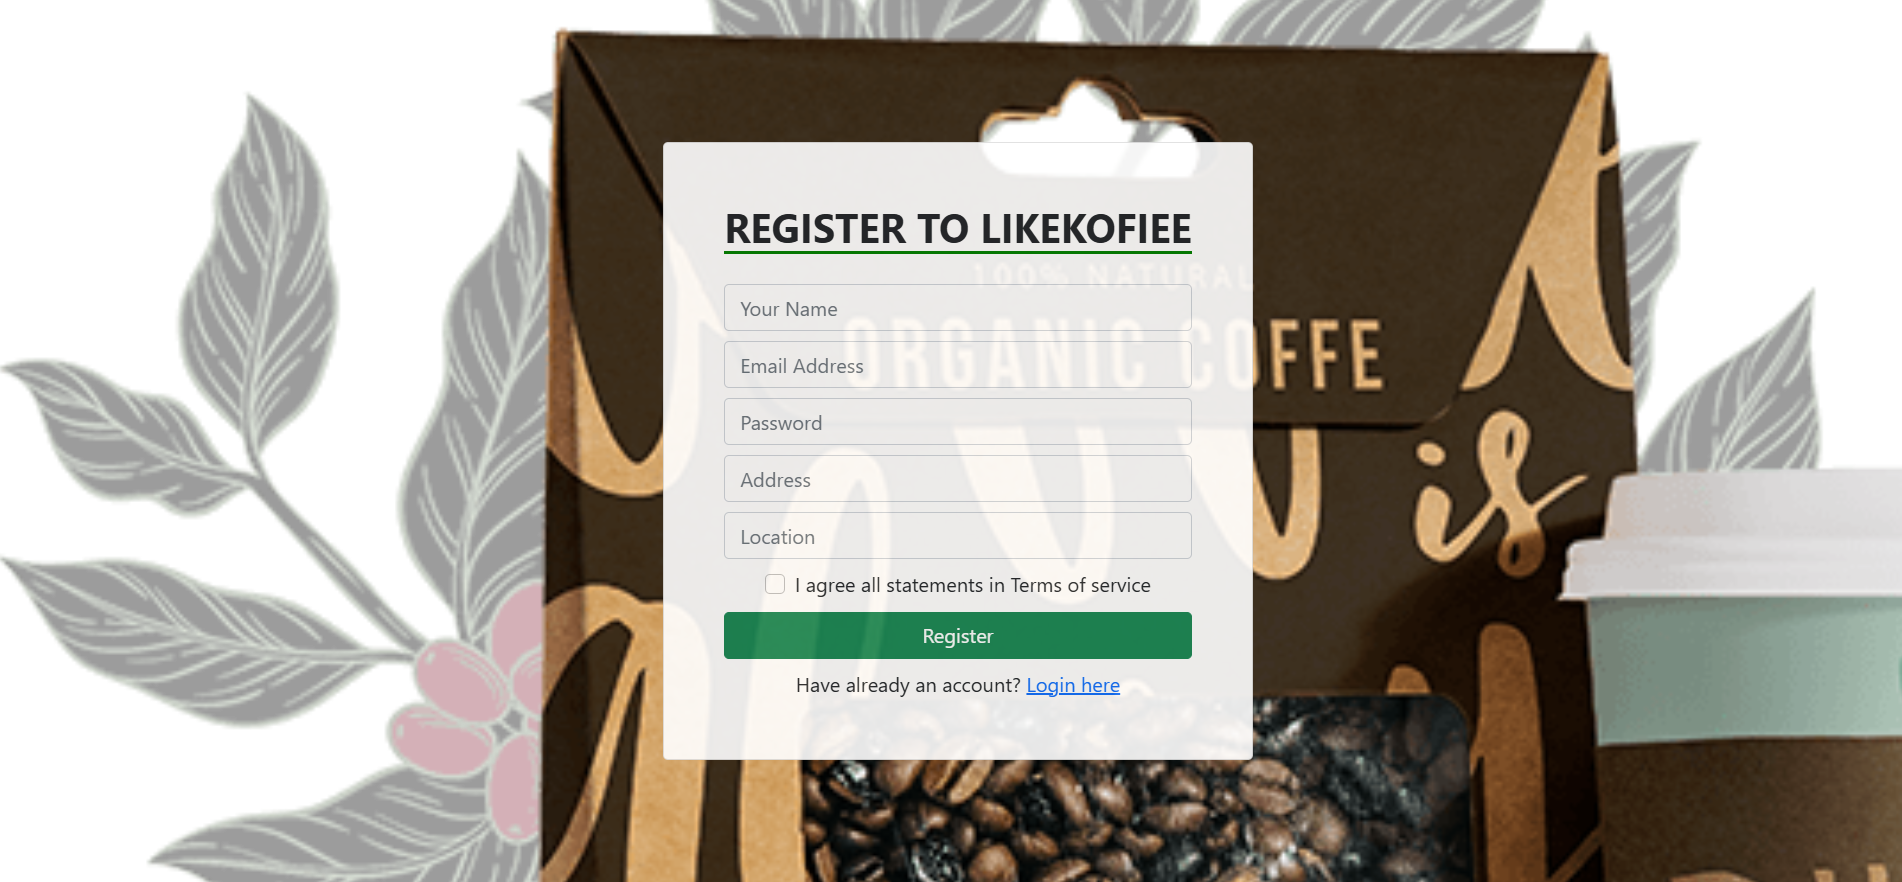 REGISTER TO LIKEKOFIEE
100% NATURAL
Your Name
ORGANIC COFFE
Email Address
Password
is
Address
Location
I agree all statements in Terms of service
Register
Have already an account? Login here